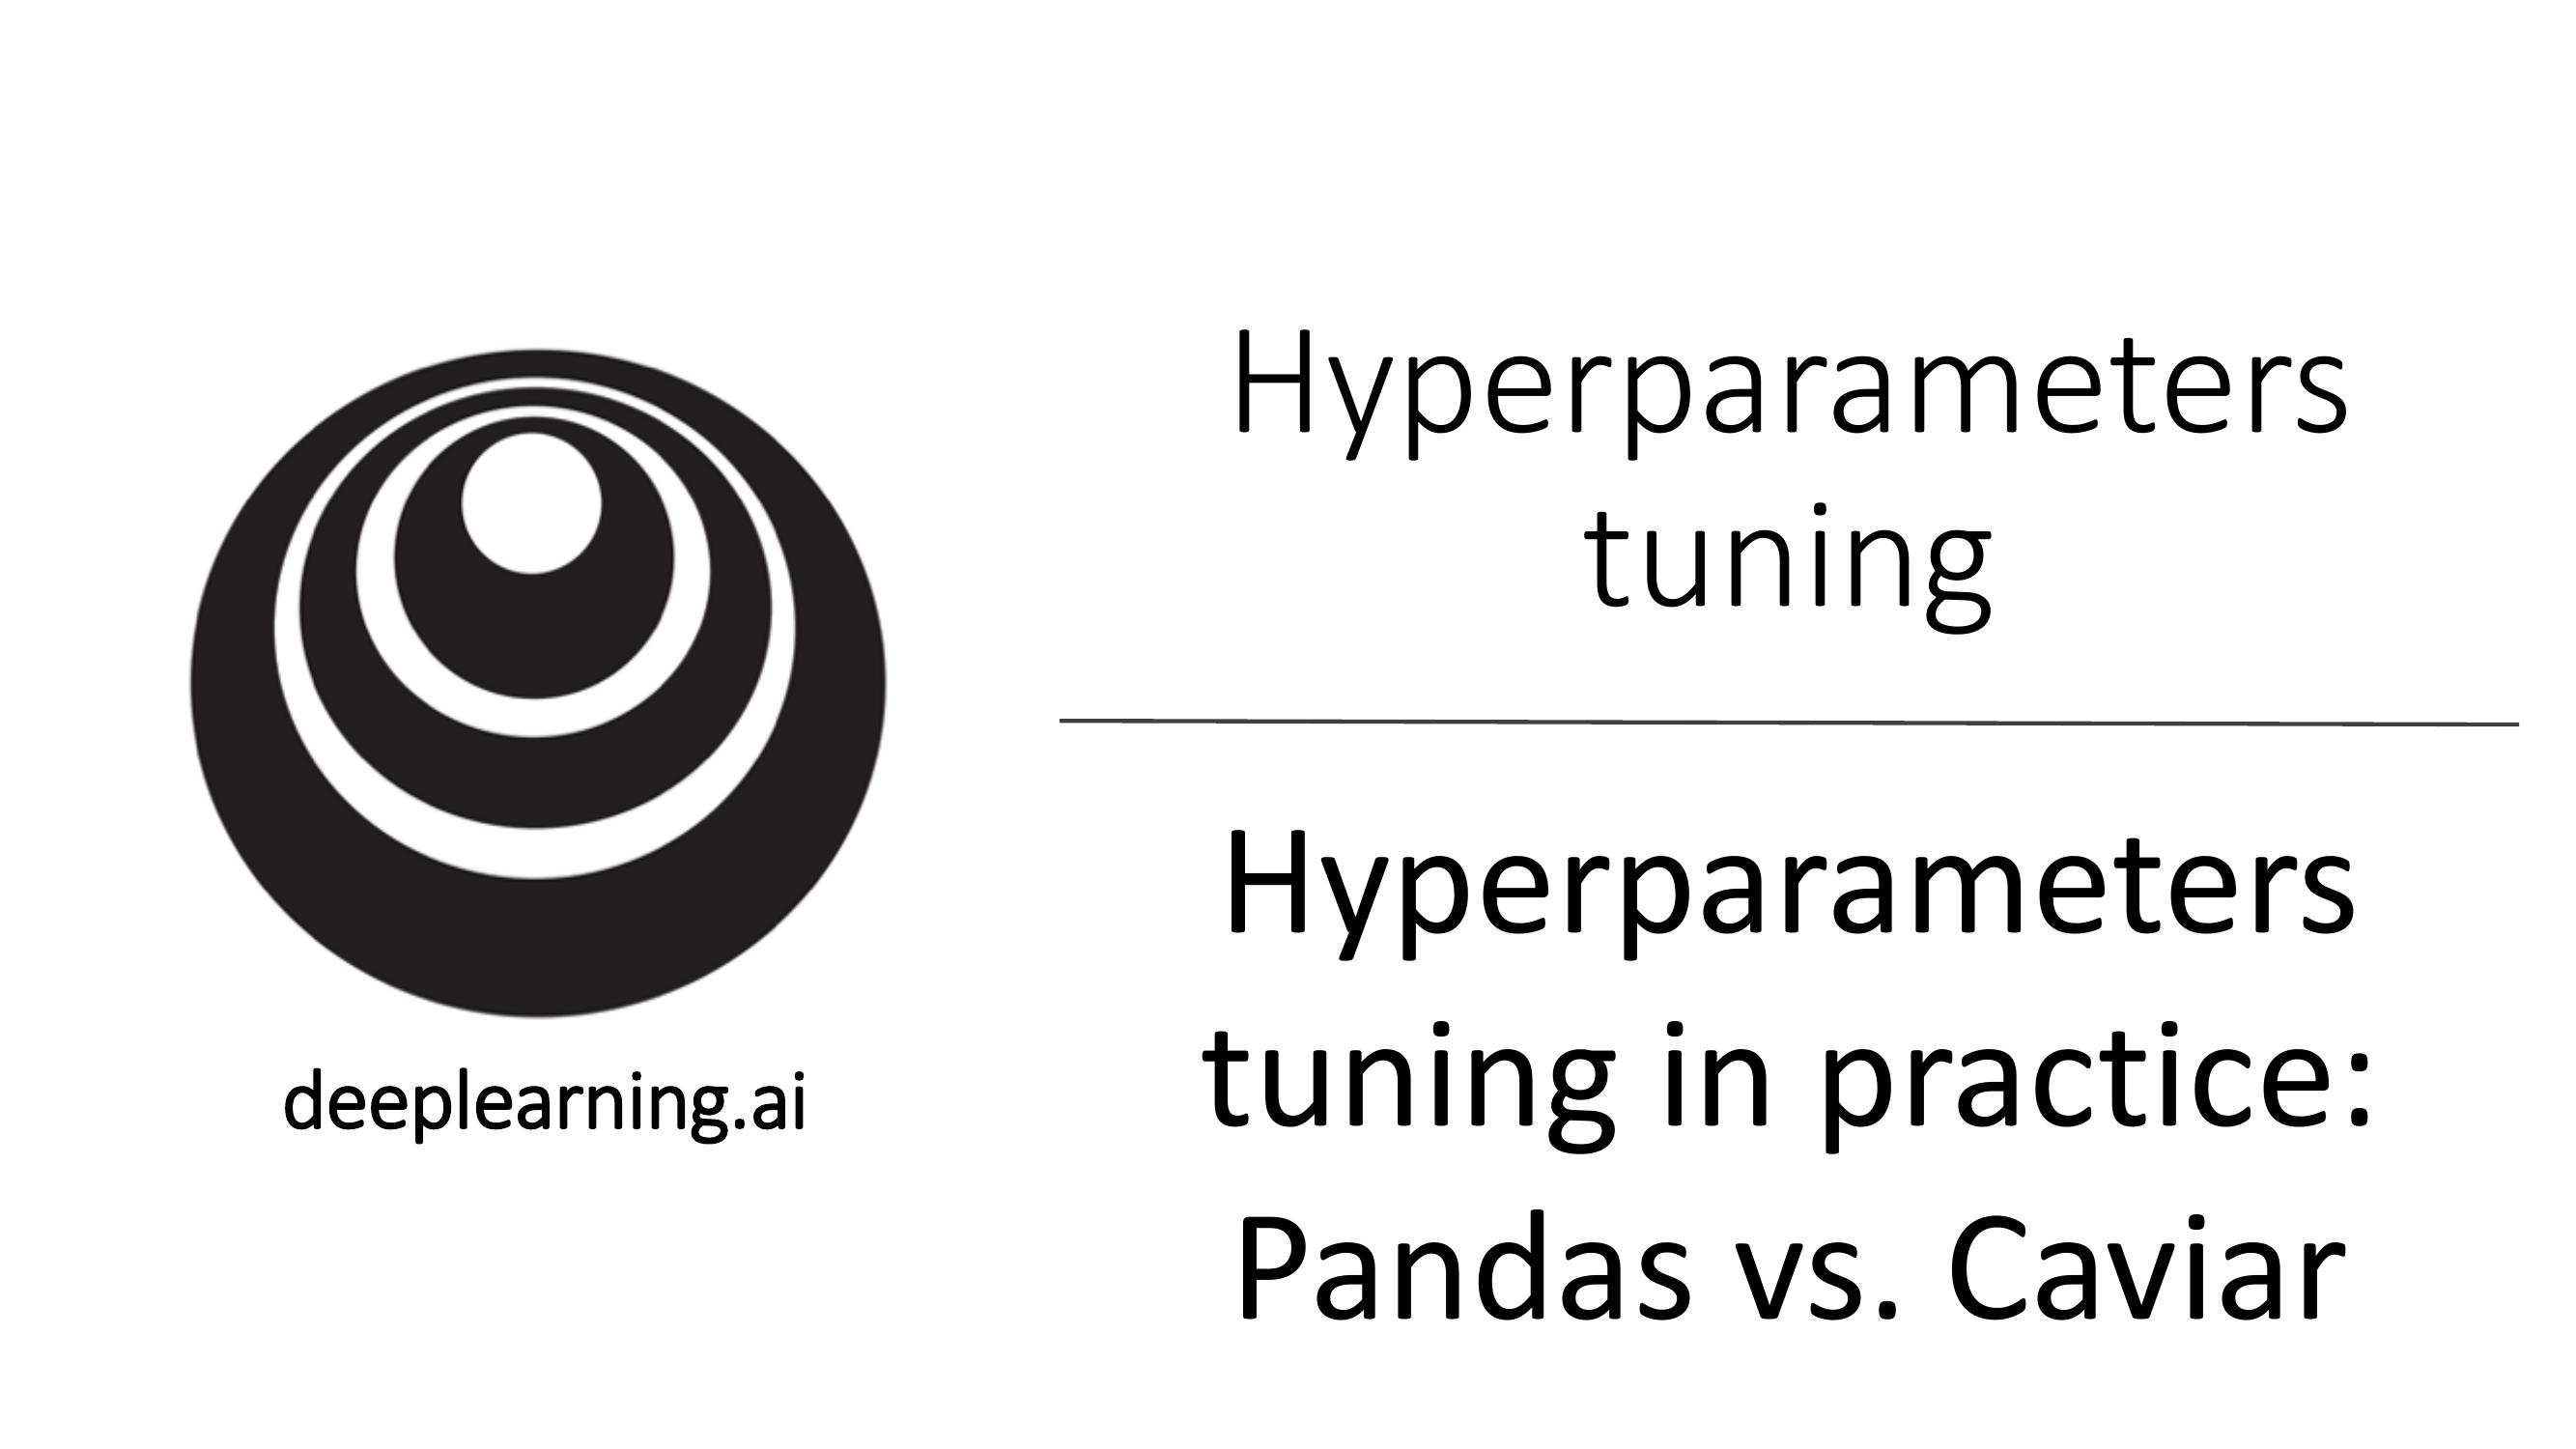 Hyperparameters
tuning
Hyperparameters
tuning in practice:
Pandas vs. Caviar
deeplearning.ai